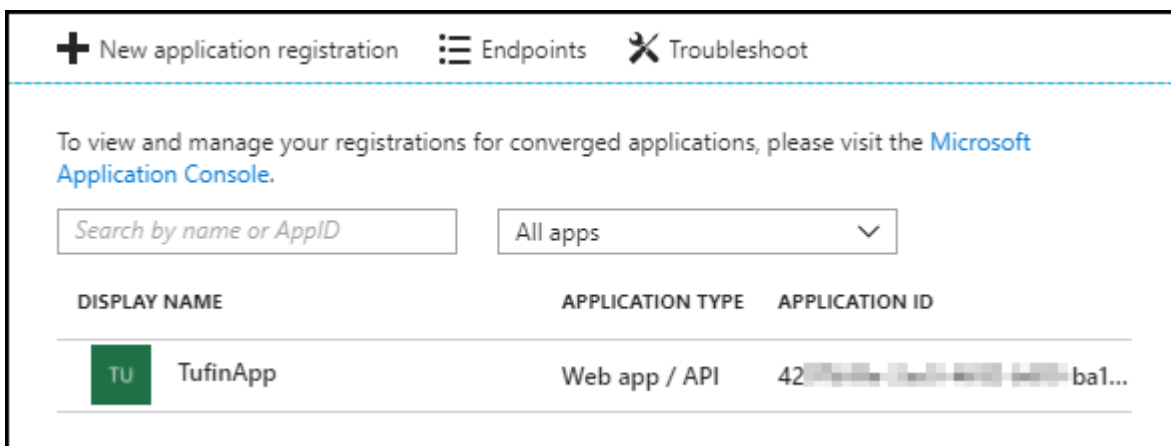 New application registration Endpoints Troubleshoot
To view and manage your registrations for converged applications, please visit the Microsoft
Application Console.
Search by name or AppID All apps
DISPLAY NAME APPLICATION TYPE APPLICATION ID
TU TufinApp Web app / API 42 ba1...